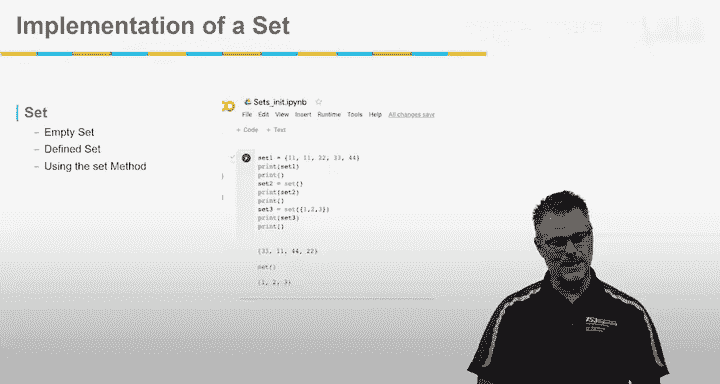 Implementation of a Set
Set
– Empty Set
– Defined Set
– Using the set Method
Sets_init.ipynb
File Edit View Insert Runtime Tools Help All changes save
+ Code + Text
set1 = {11, 11, 22, 33, 44}
print(set1)
print()
set2 = set()
print(set2)
print()
set3 = set({1,2,3})
print(set3)
print()
{33, 11, 44, 22}
set()
{1, 2, 3}